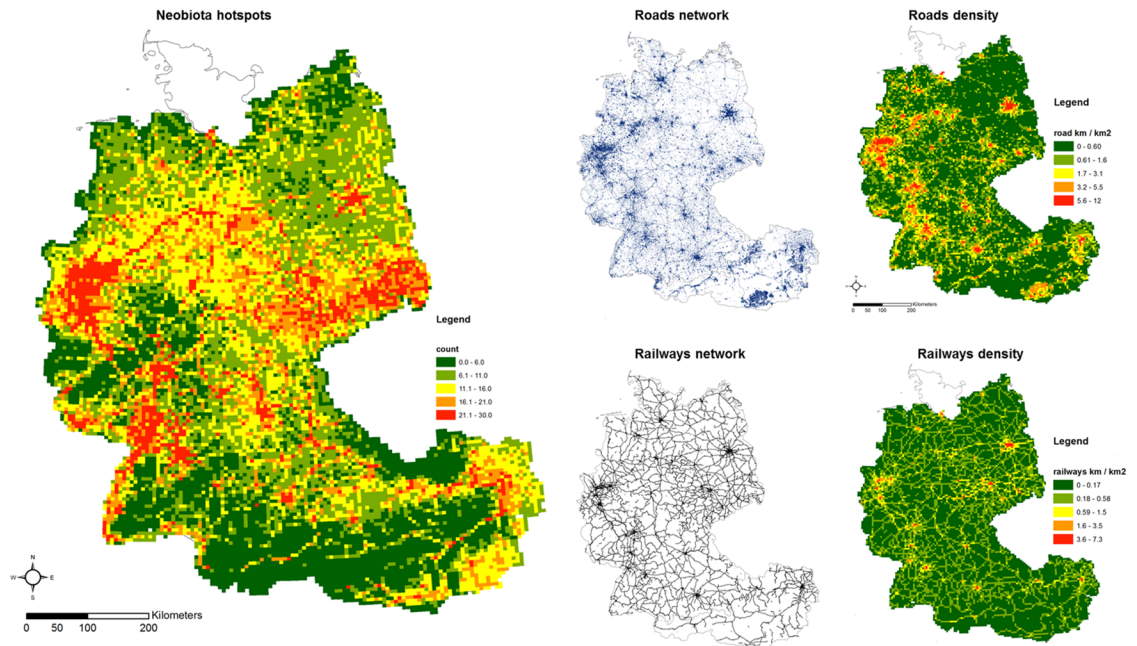 Neobiota hotspots
Legend
count
0.0 - 6.0
6.1 - 11.0
11.1 - 16.0
16.1 - 21.0
21.1 - 30.0
N
W E
S
Kilometers
0 50 100 200
Roads network
Roads density
Legend
road km / km2
0 - 0.60
0.61 - 1.6
1.7 - 3.1
3.2 - 5.5
5.6 - 12
Kilometers
0 50 100 200
Railways network
Railways density
Legend
railways km / km2
0 - 0.17
0.18 - 0.58
0.59 - 1.5
1.6 - 3.5
3.6 - 7.3